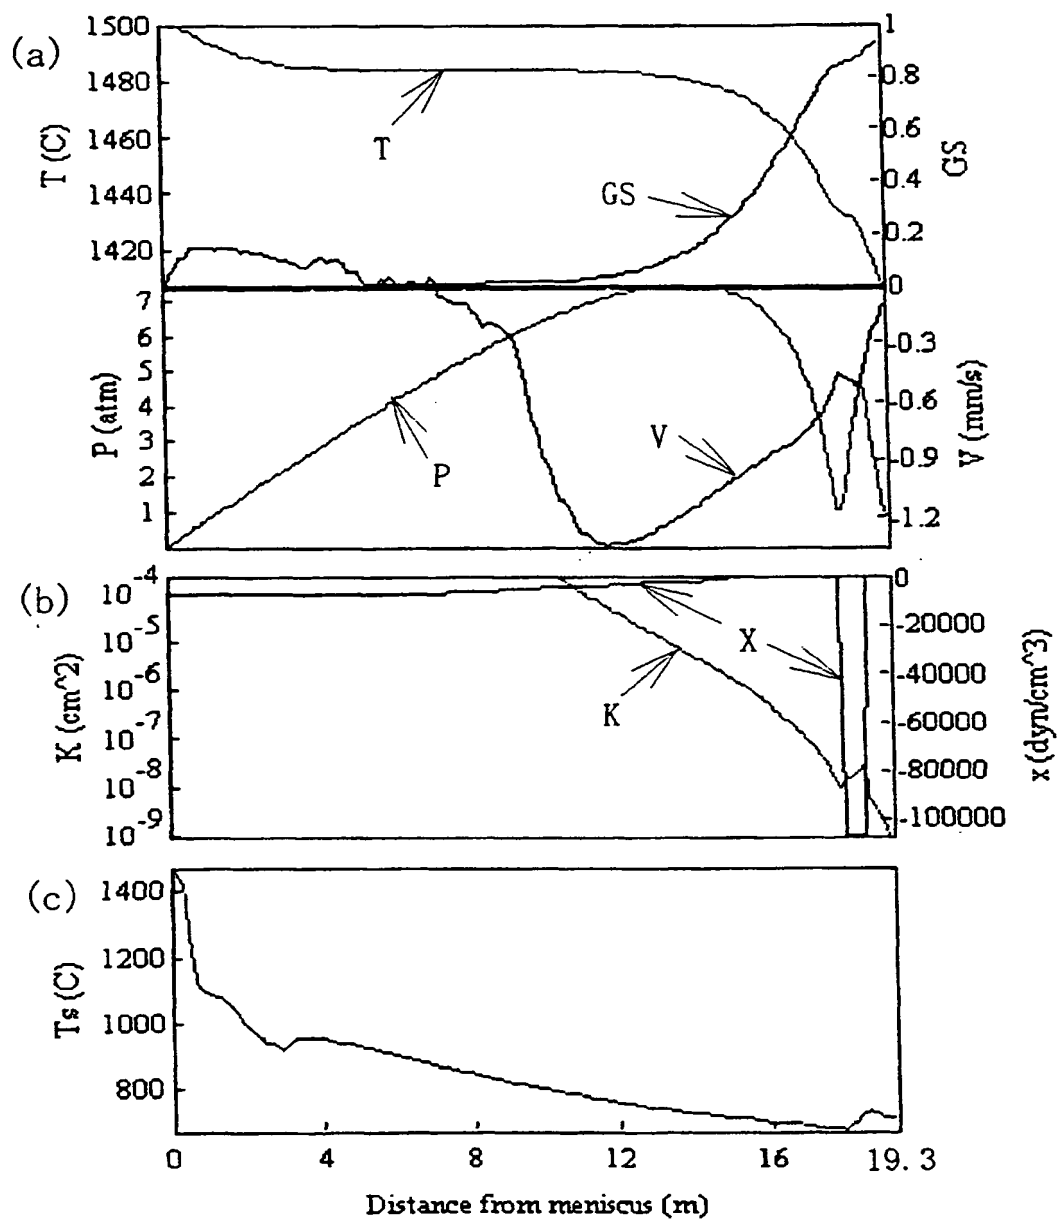 (a)
1500
1480
1460
1440
1420
T (C)
T
GS
1
0.8
0.6
0.4
0.2
0
GS
7
6
5
4
3
2
1
P (atm)
P
V
-0.3
-0.6
-0.9
-1.2
V (mm/s)
(b)
10^-4
10^-5
10^-6
10^-7
10^-8
10^-9
K (cm^2)
K
X
0
-20000
-40000
-60000
-80000
-100000
x (dyn/cm^3)
(c)
1400
1200
1000
800
Ts (C)
0 4 8 12 16 19.3
Distance from meniscus (m)